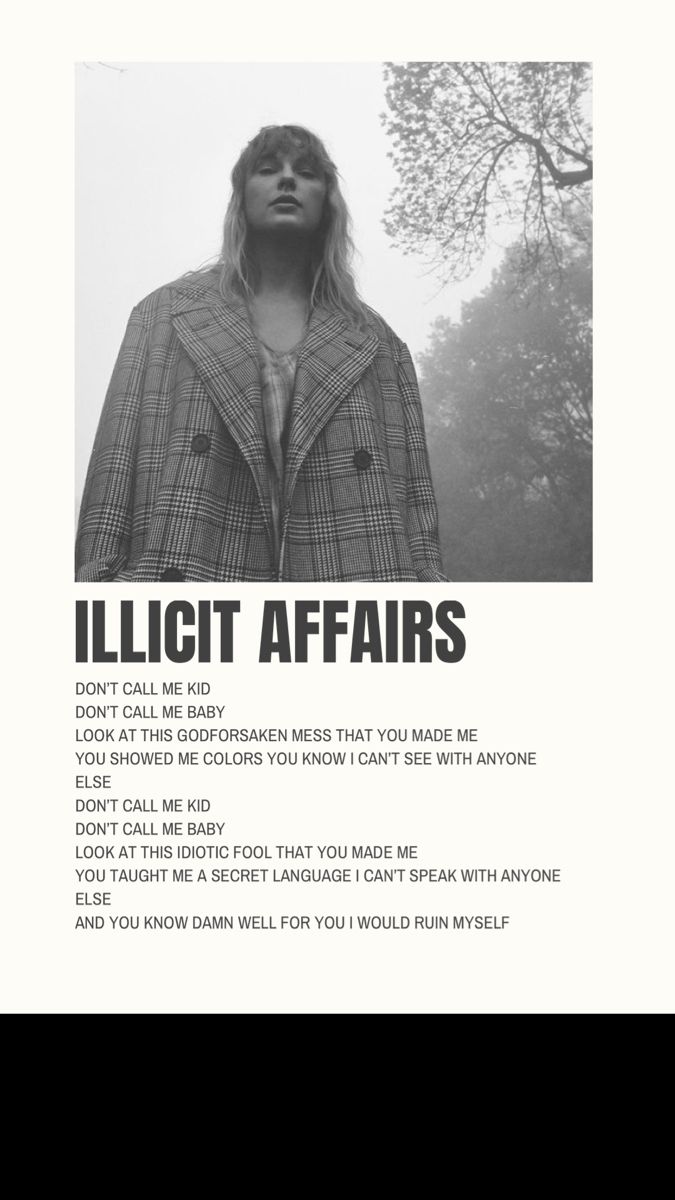 ILLICIT AFFAIRS
DON'T CALL ME KID
DON'T CALL ME BABY
LOOK AT THIS GODFORSAKEN MESS THAT YOU MADE ME
YOU SHOWED ME COLORS YOU KNOW I CAN'T SEE WITH ANYONE
ELSE
DON'T CALL ME KID
DON'T CALL ME BABY
LOOK AT THIS IDIOTIC FOOL THAT YOU MADE ME
YOU TAUGHT ME A SECRET LANGUAGE I CAN'T SPEAK WITH ANYONE
ELSE
AND YOU KNOW DAMN WELL FOR YOU I WOULD RUIN MYSELF